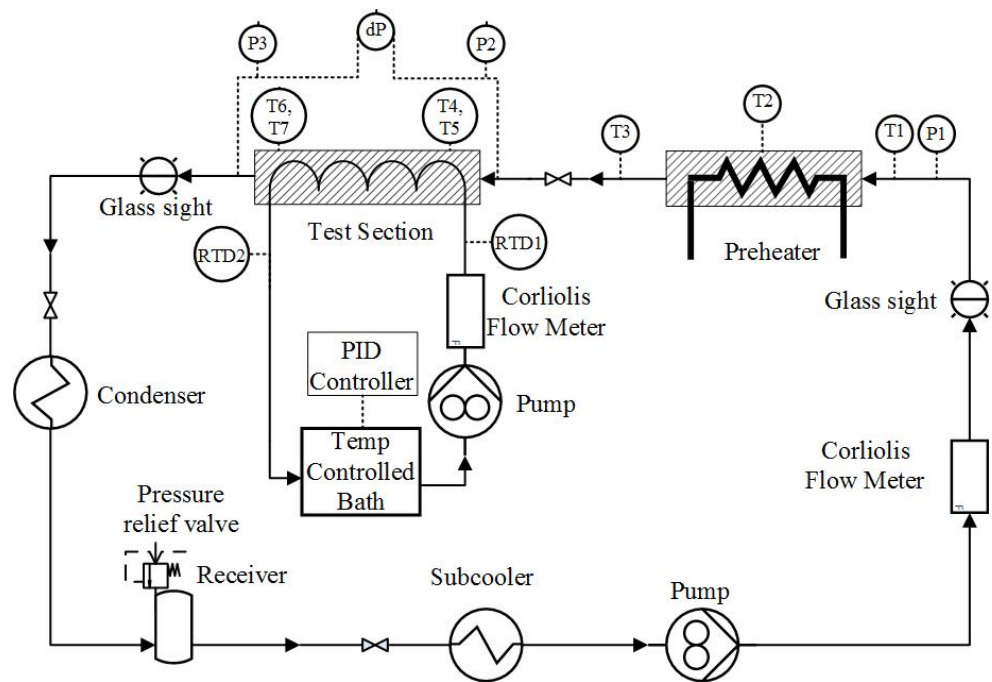 P3
dP
P2
T6,
T7
T4,
T5
T3
T2
T1
P1
Glass sight
Test Section
RTD2
RTD1
Preheater
Corliolis
Flow Meter
F
Glass sight
PID
Controller
Condenser
Pump
Temp
Controlled
Bath
Corliolis
Flow Meter
F
Pressure
relief valve
Receiver
Subcooler
Pump